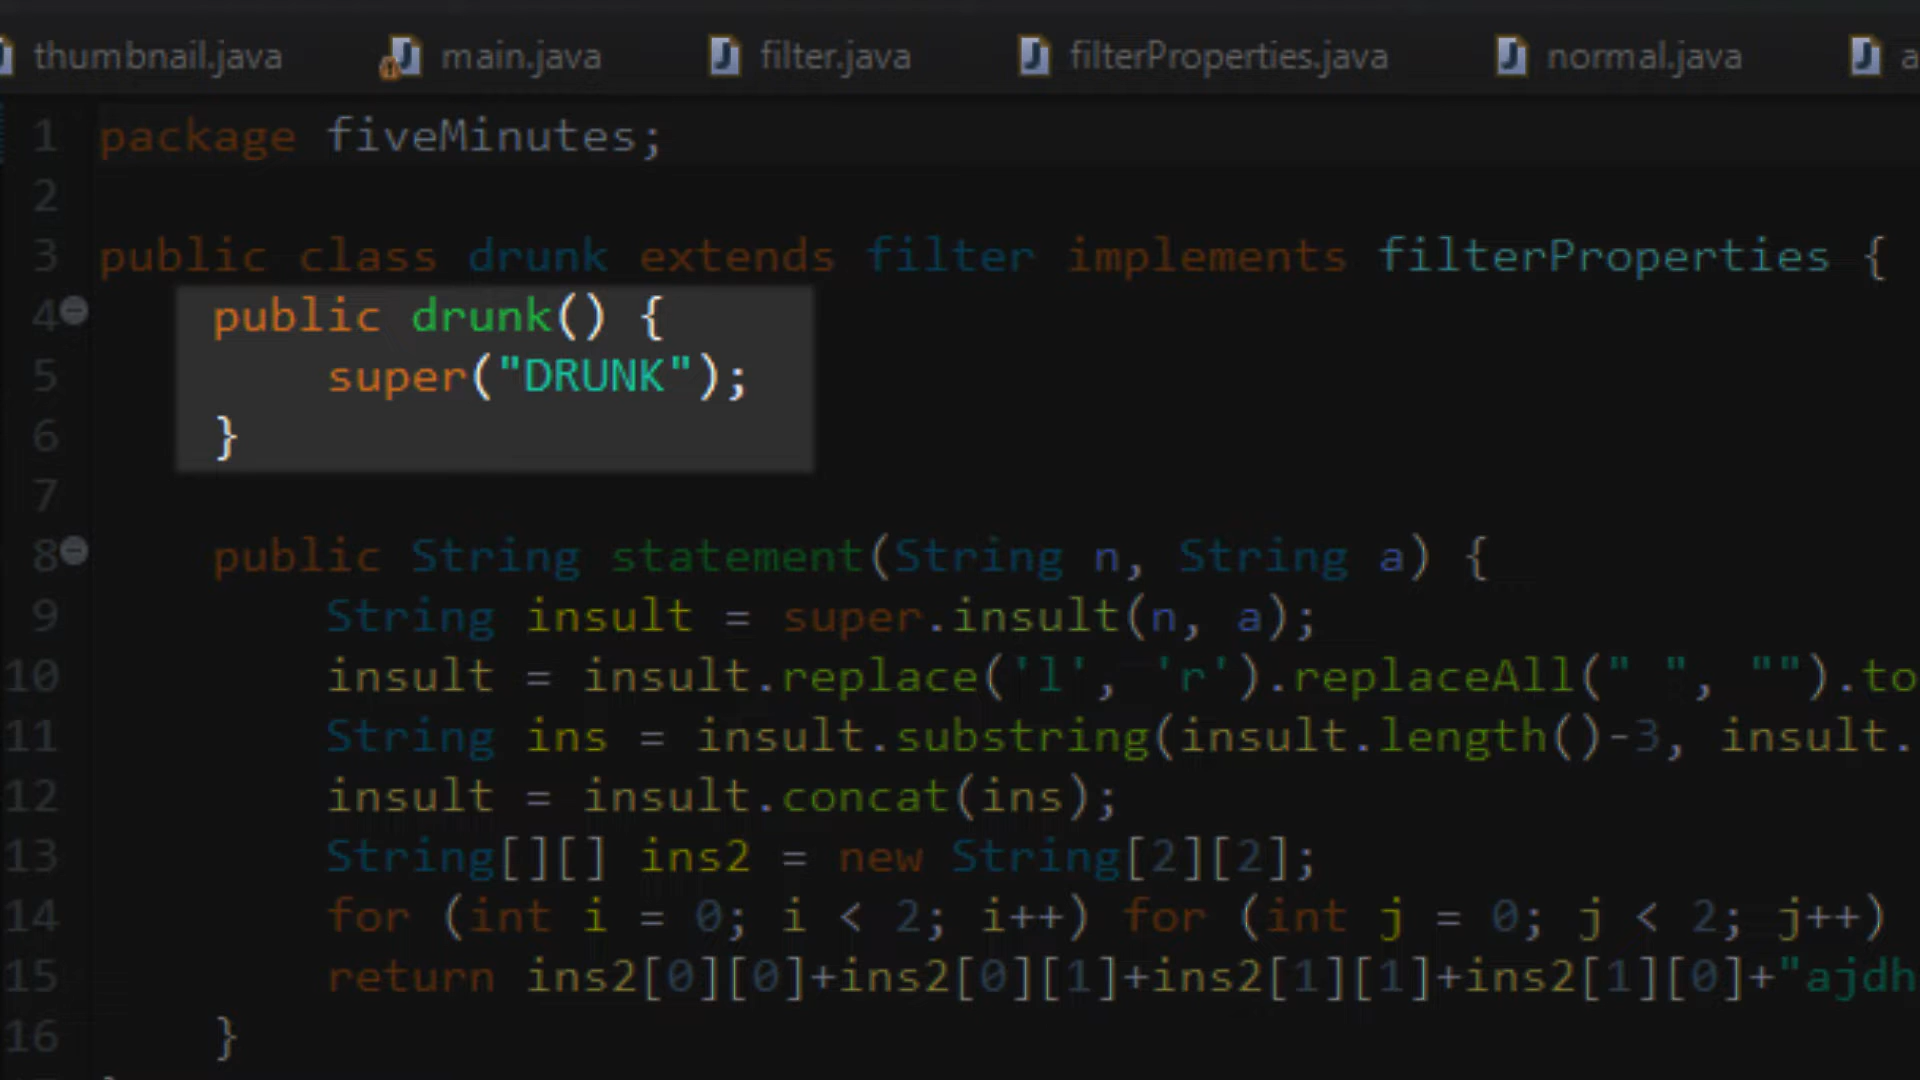 thumbnail.java main.java filter.java filterProperties.java normal.java a
1 package fiveMinutes;
2
3 public class drunk extends filter implements filterProperties {
4 public drunk() {
5 super("DRUNK");
6 }
7
8 public String statement(String n, String a) {
9 String insult = super.insult(n, a);
10 insult = insult.replace('l', 'r').replaceAll(" ", "").to
11 String ins = insult.substring(insult.length()-3, insult.
12 insult = insult.concat(ins);
13 String[][] ins2 = new String[2][2];
14 for (int i = 0; i < 2; i++) for (int j = 0; j < 2; j++)
15 return ins2[0][0]+ins2[0][1]+ins2[1][1]+ins2[1][0]+"ajdh
16 }